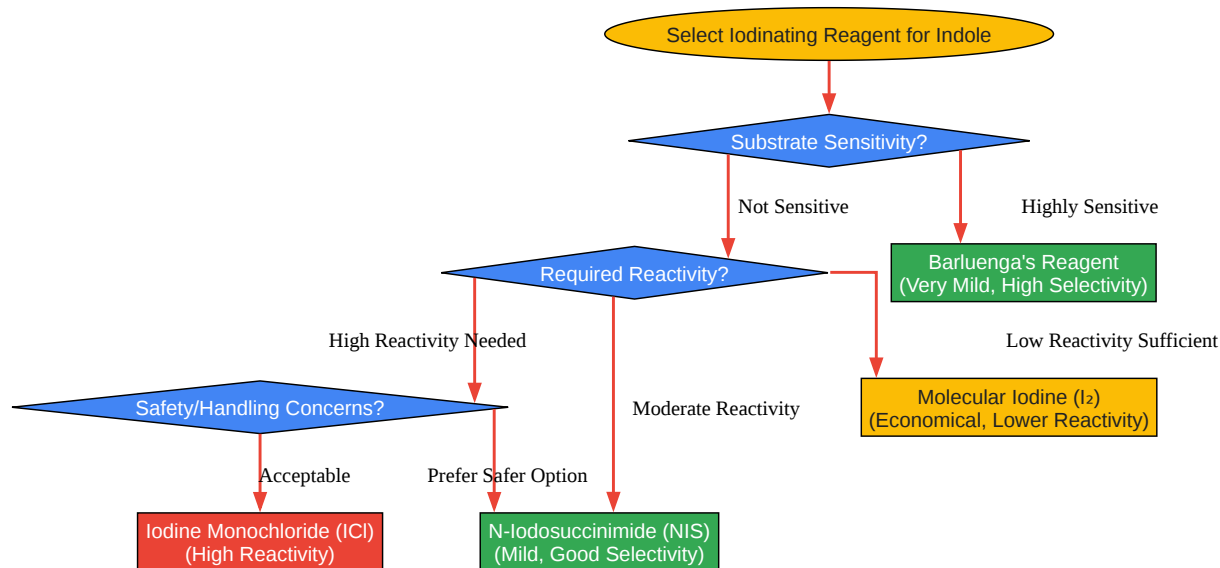 Select Iodinating Reagent for Indole
Substrate Sensitivity?
Not Sensitive
Highly Sensitive
Required Reactivity?
Barluenga's Reagent
(Very Mild, High Selectivity)
High Reactivity Needed
Low Reactivity Sufficient
Safety/Handling Concerns?
Moderate Reactivity
Molecular Iodine (I₂)
(Economical, Lower Reactivity)
Acceptable
Prefer Safer Option
Iodine Monochloride (ICl)
(High Reactivity)
N-Iodosuccinimide (NIS)
(Mild, Good Selectivity)